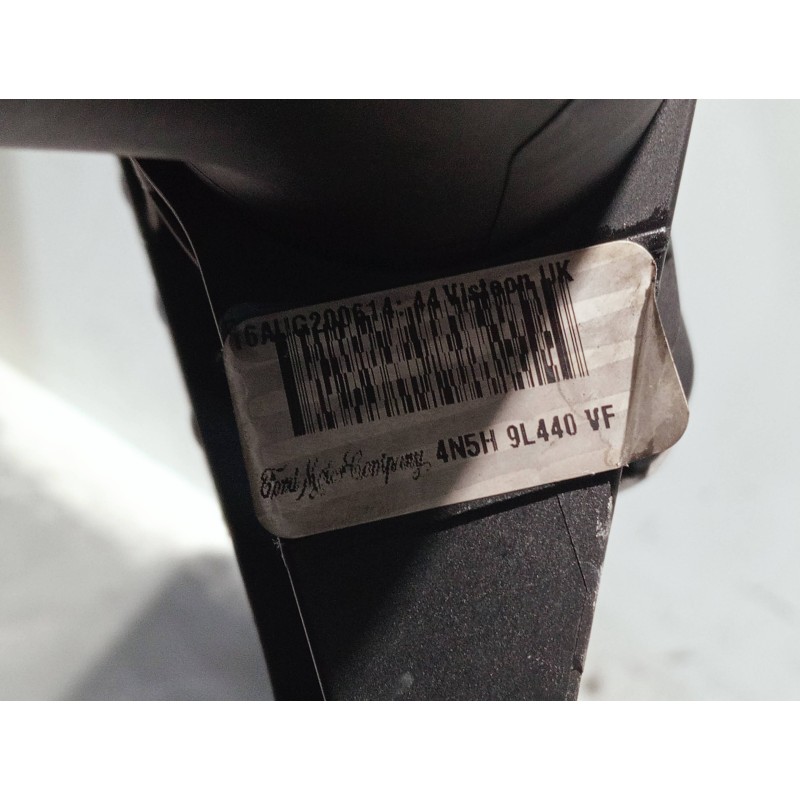 16AUG200614:44 Visteon UK
Ford Motor Company 4N5H 9L440 VF